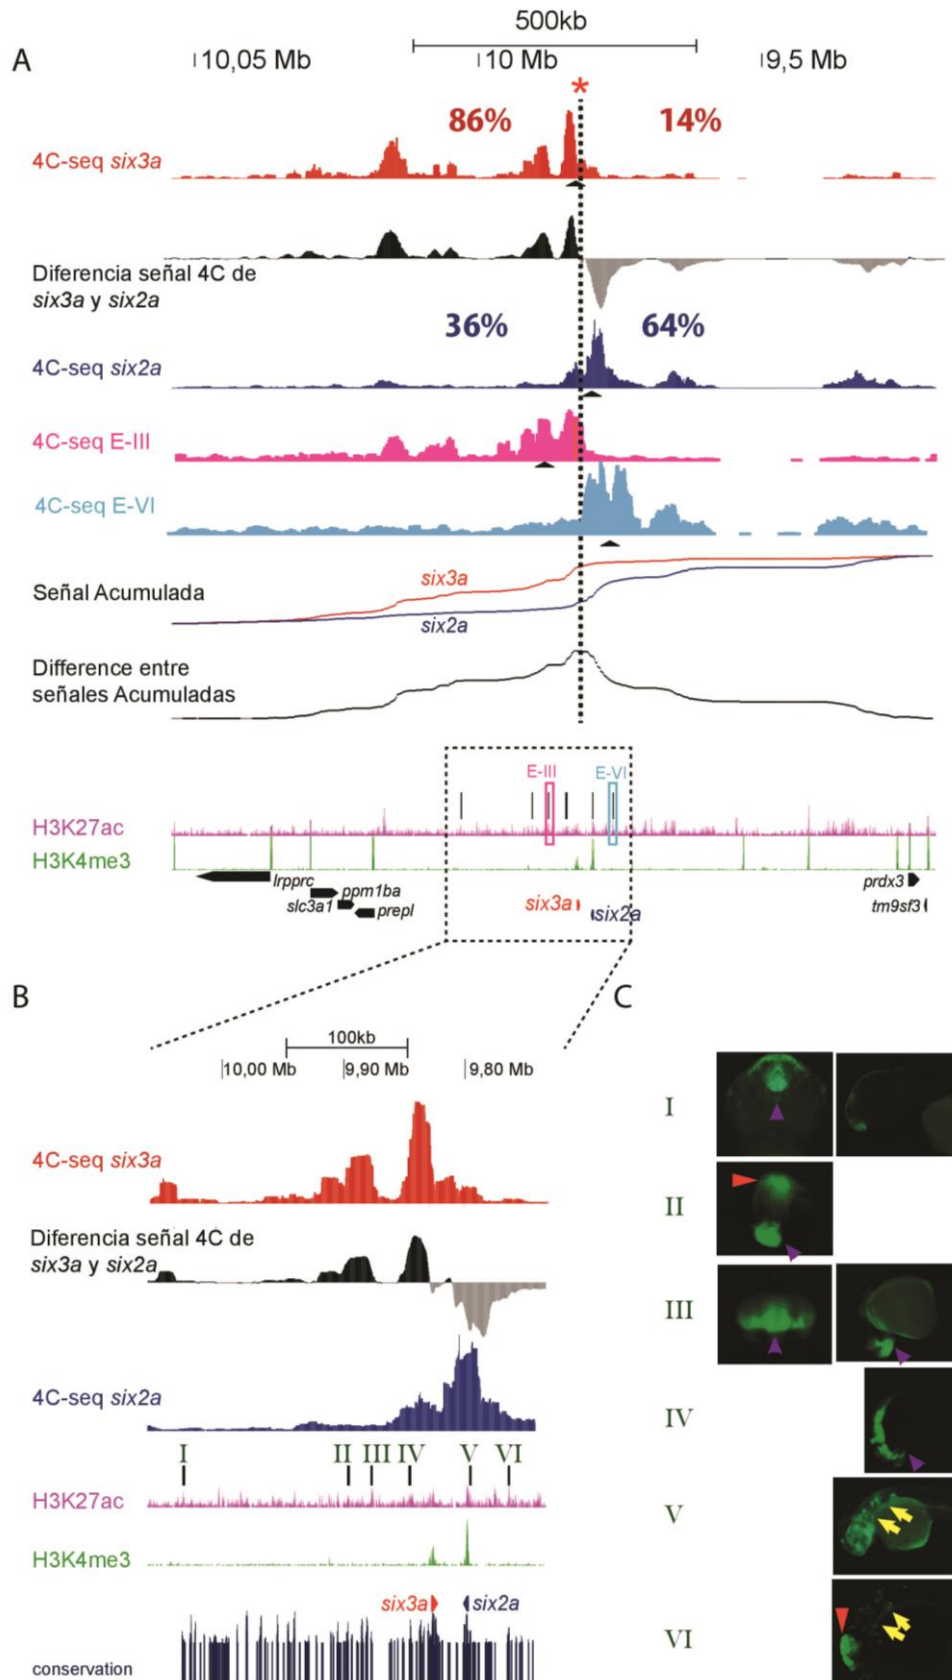 500kb
A
10,05 Mb
10 Mb
9,5 Mb
*
86%
14%
4C-seq six3a
Diferencia señal 4C de
six3a y six2a
36%
64%
4C-seq six2a
4C-seq E-III
4C-seq E-VI
six3a
Señal Acumulada
six2a
Difference entre
señales Acumuladas
E-III
E-VI
H3K27ac
H3K4me3
lrpprc
ppm1ba
slc3a1
prepl
six3a
six2a
prdx3
tm9sf3
B
C
100kb
10,00 Mb
9,90 Mb
9,80 Mb
4C-seq six3a
Diferencia señal 4C de
six3a y six2a
4C-seq six2a
I
II
III
IV
V
VI
H3K27ac
H3K4me3
six3a
six2a
conservation
I
II
III
IV
V
VI